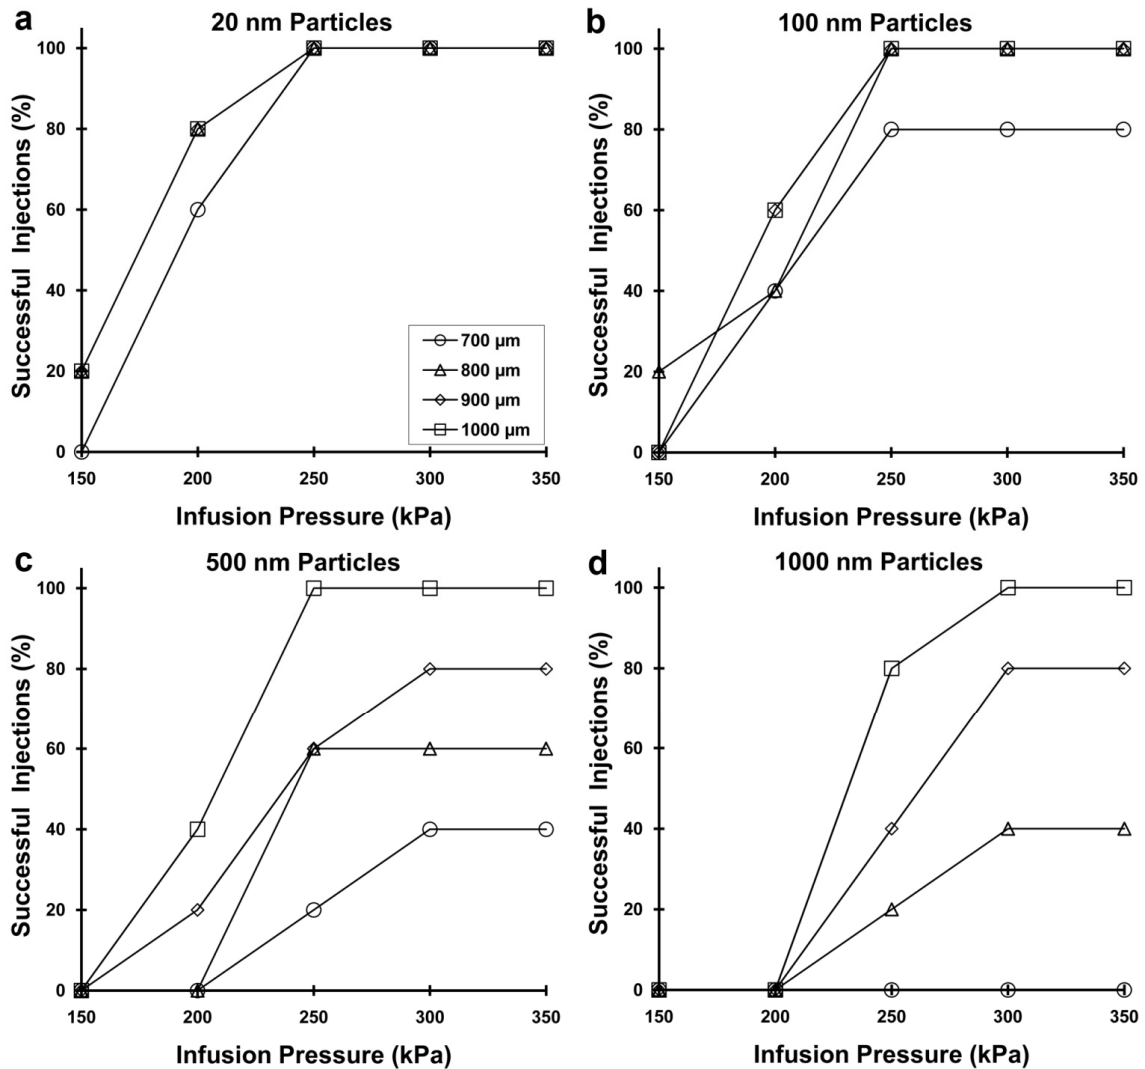 a
20 nm Particles
100
80
60
40
20
0
150 200 250 300 350
Successful Injections (%)
Infusion Pressure (kPa)
700 µm
800 µm
900 µm
1000 µm
b
100 nm Particles
100
80
60
40
20
0
150 200 250 300 350
Successful Injections (%)
Infusion Pressure (kPa)
c
500 nm Particles
100
80
60
40
20
0
150 200 250 300 350
Successful Injections (%)
Infusion Pressure (kPa)
d
1000 nm Particles
100
80
60
40
20
0
150 200 250 300 350
Successful Injections (%)
Infusion Pressure (kPa)